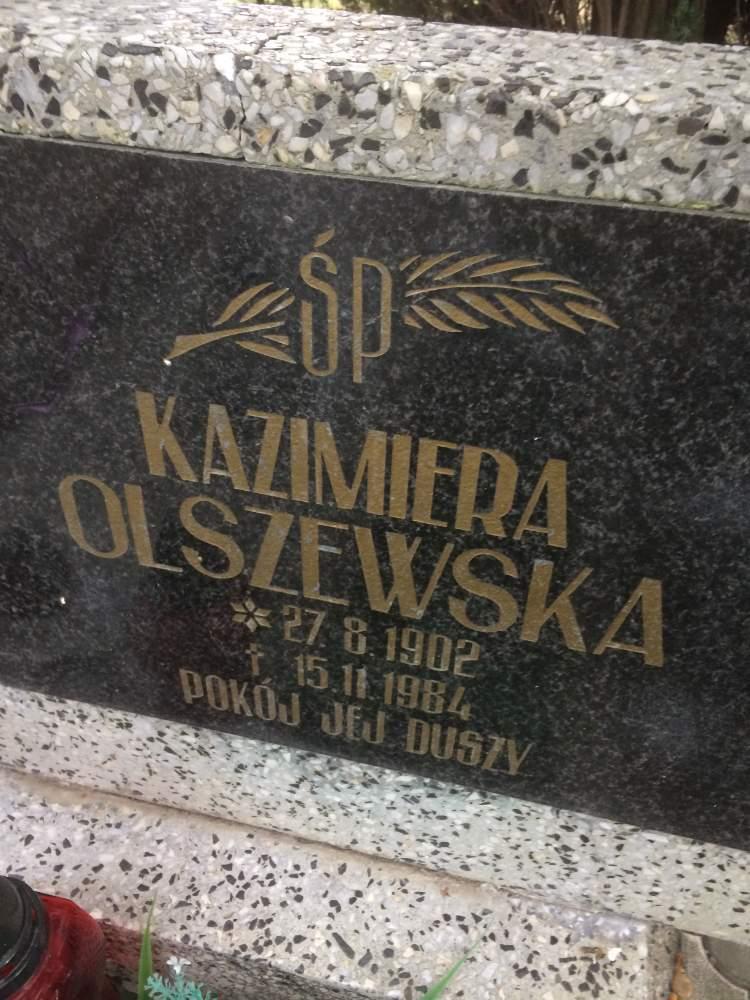 ŚP
KAZIMIERA
OLSZEWSKA
* 27.8.1902
† 15.11.1984
POKÓJ JEJ DUSZY